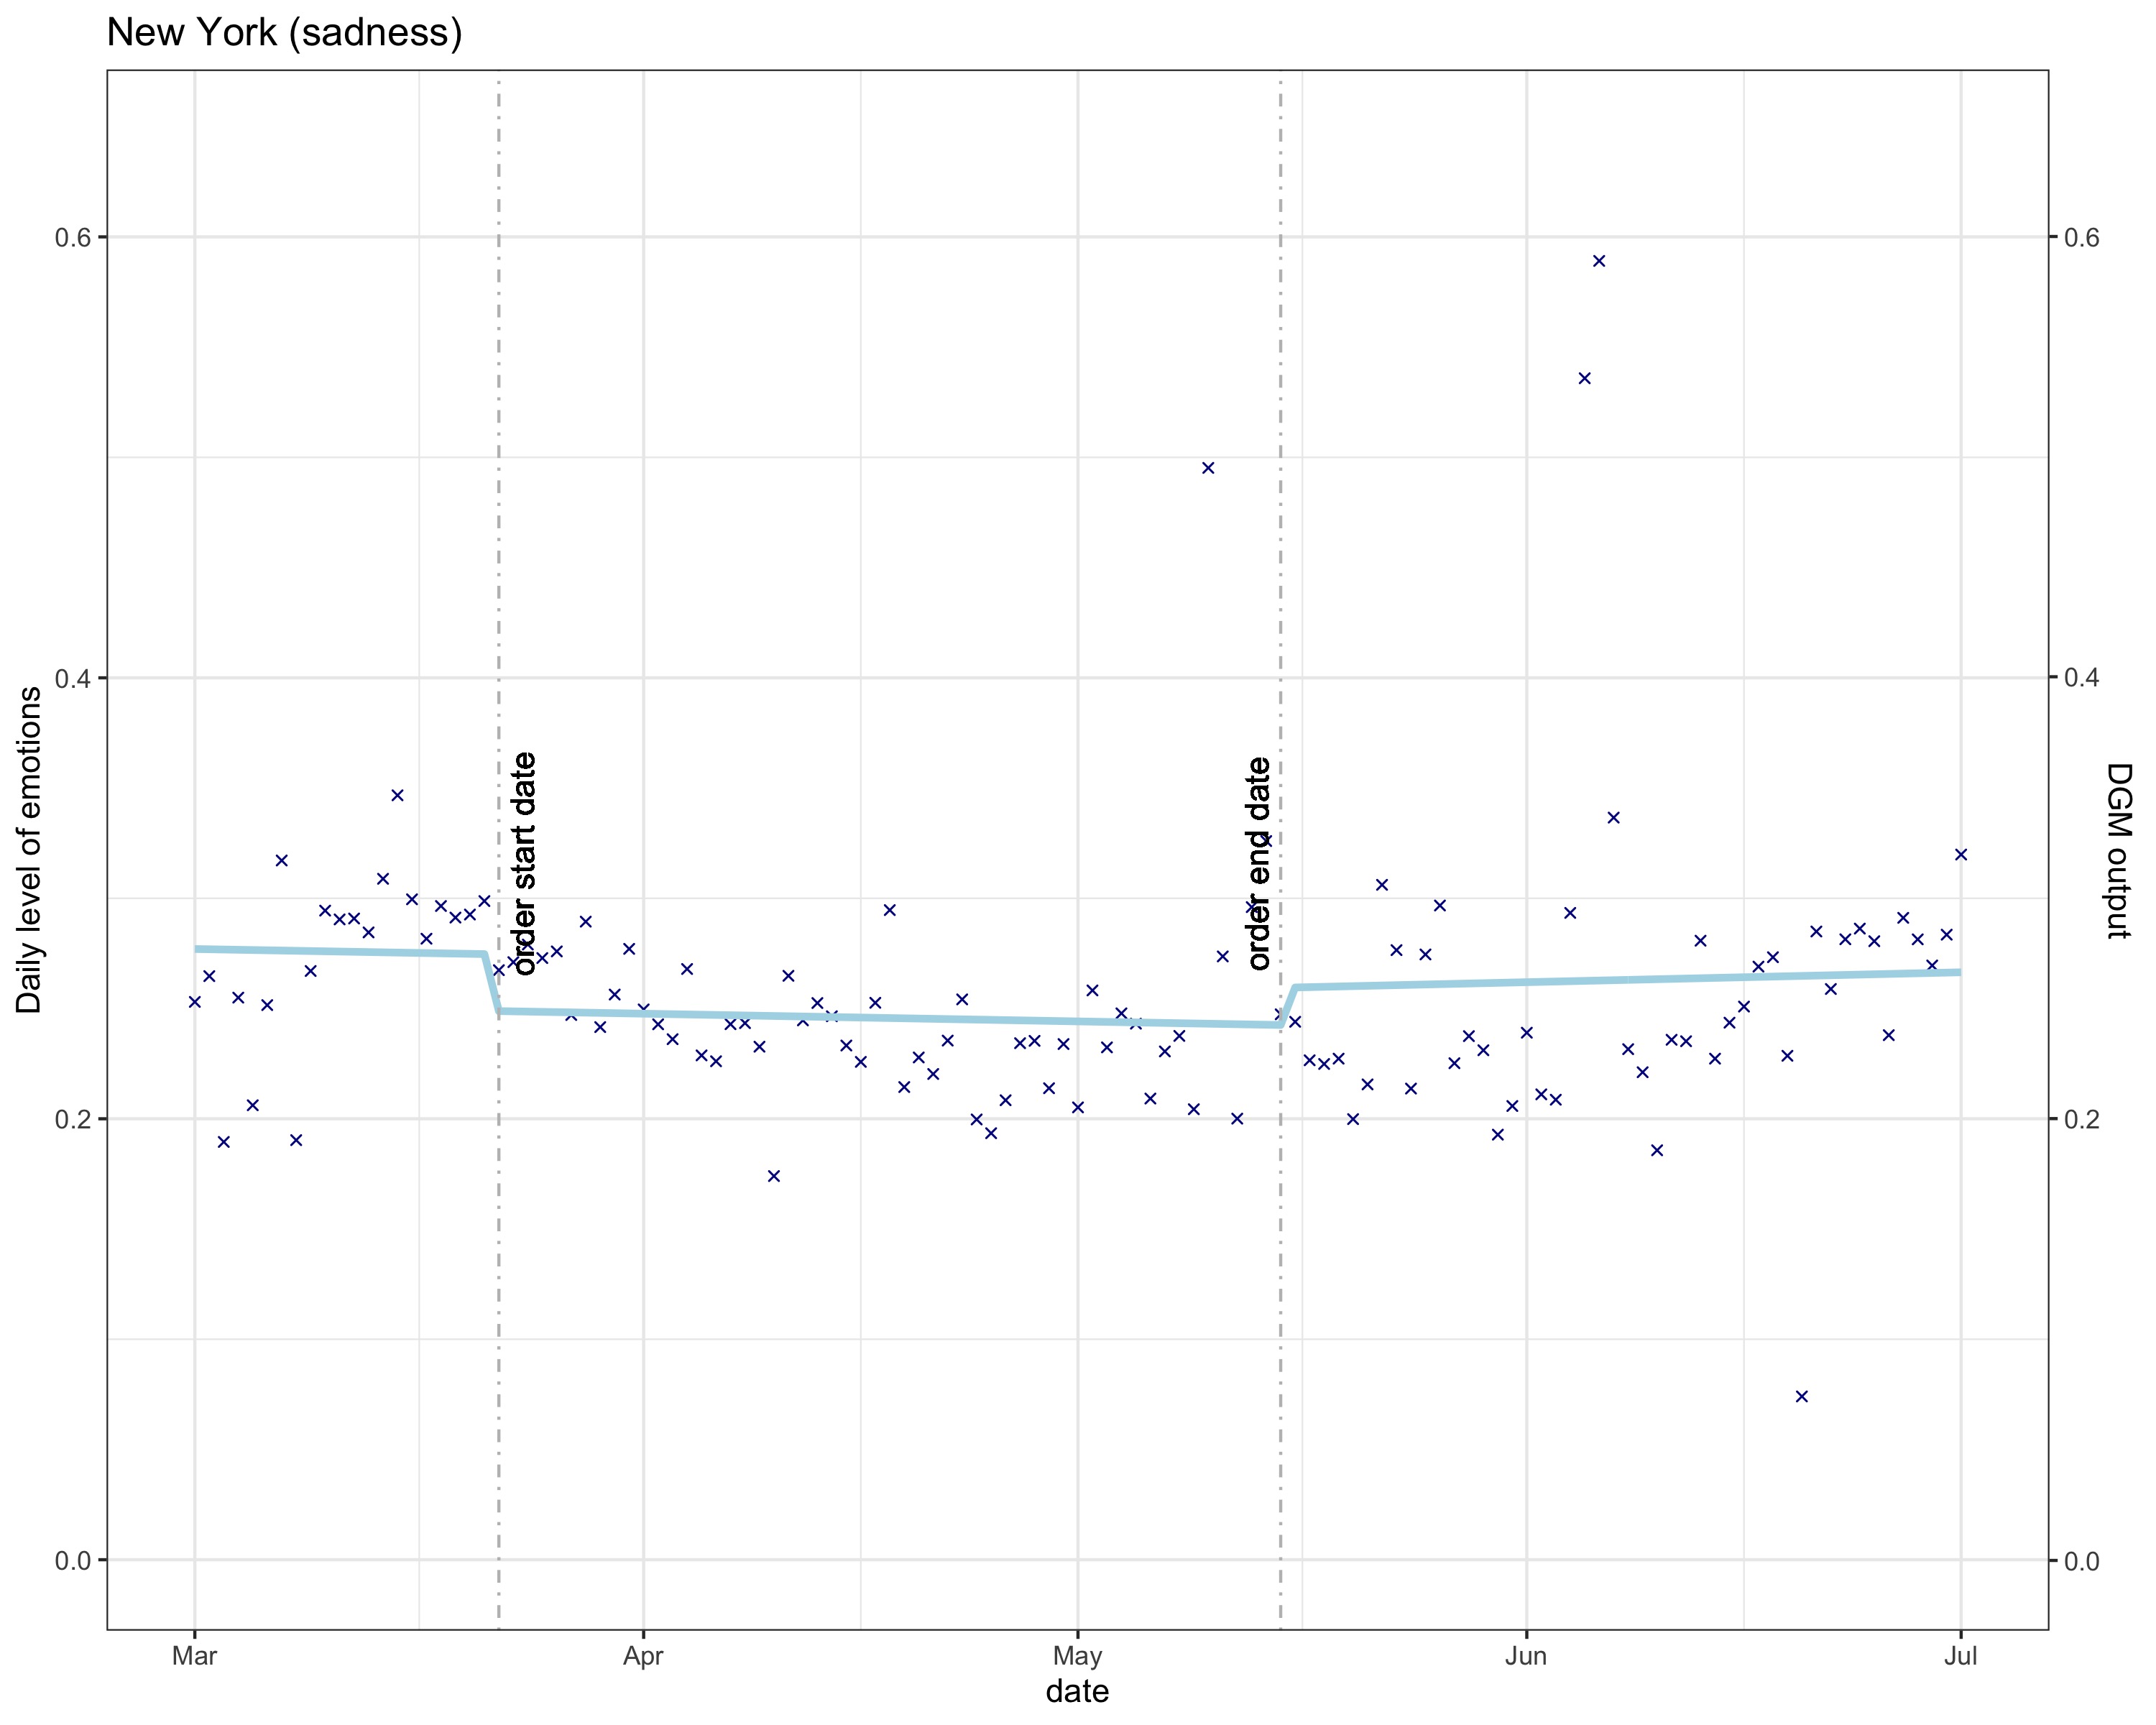 New York (sadness)
0.6
0.4
0.2
0.0
Daily level of emotions
order start date
order end date
0.6
0.4
0.2
0.0
DGM output
Mar
Apr
May
Jun
Jul
date